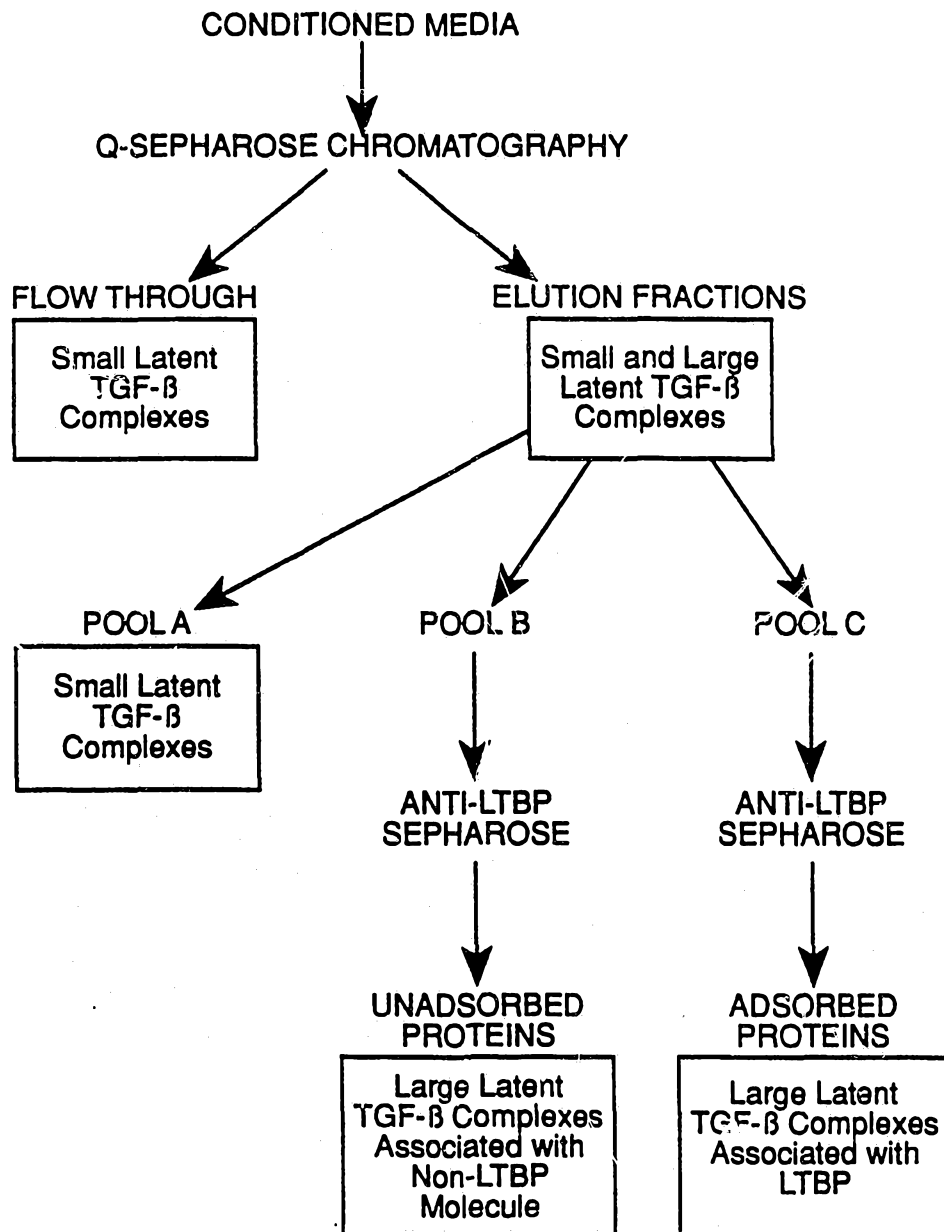 CONDITIONED MEDIA
Q-SEPHAROSE CHROMATOGRAPHY
FLOW THROUGH
Small Latent
TGF-ß
Complexes
ELUTION FRACTIONS
Small and Large
Latent TGF-ß
Complexes
POOL A
Small Latent
TGF-ß
Complexes
POOL B
ANTI-LTBP
SEPHAROSE
UNADSORBED
PROTEINS
Large Latent
TGF-ß Complexes
Associated with
Non-LTBP
Molecule
POOL C
ANTI-LTBP
SEPHAROSE
ADSORBED
PROTEINS
Large Latent
TGF-ß Complexes
Associated with
LTBP